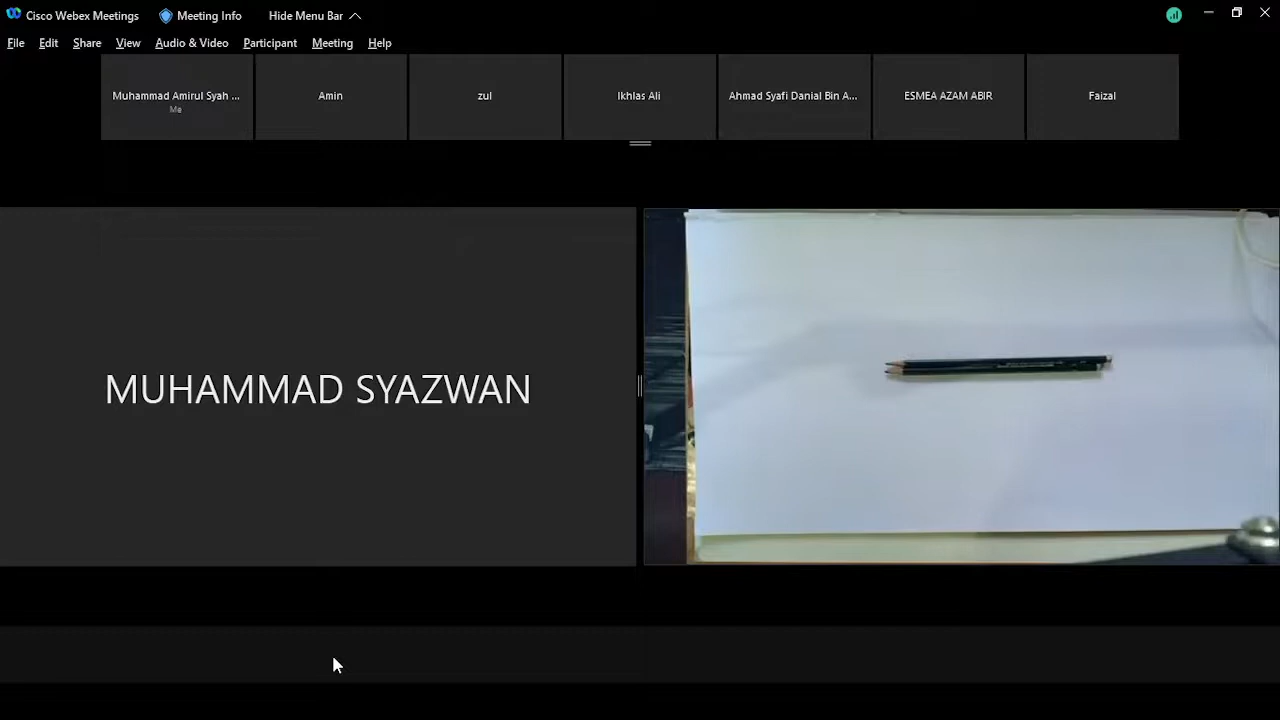 Cisco Webex Meetings Meeting Info Hide Menu Bar
File Edit Share View Audio & Video Participant Meeting Help
Muhammad Amirul Syah ... Amin zul Ikhlas Ali Ahmad Syafi Danial Bin A... ESMEA AZAM ABIR Faizal
Me
MUHAMMAD SYAZWAN